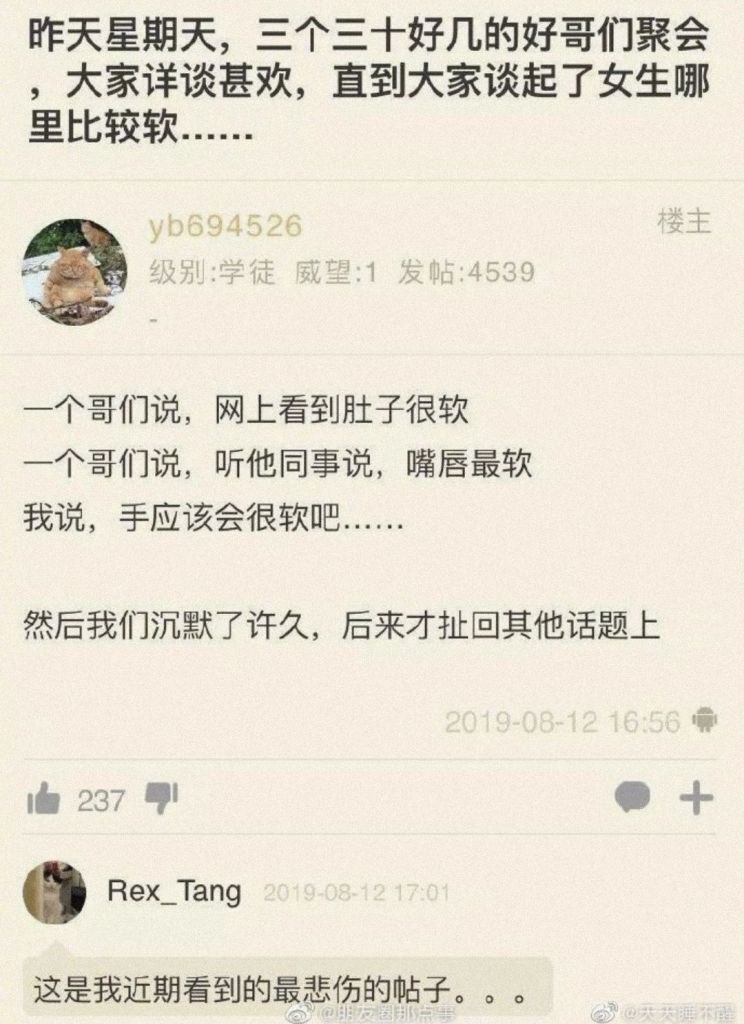 昨天星期天，三个三十好几的好哥们聚会
，大家详谈甚欢，直到大家谈起了女生哪
里比较软……
yb694526
楼主
级别:学徒 威望:1 发帖:4539
-
一个哥们说，网上看到肚子很软
一个哥们说，听他同事说，嘴唇最软
我说，手应该会很软吧……
然后我们沉默了许久，后来才扯回其他话题上
2019-08-12 16:56
237
Rex_Tang 2019-08-12 17:01
这是我近期看到的最悲伤的帖子。。。
@朋友圈那点事
@天天睡不醒